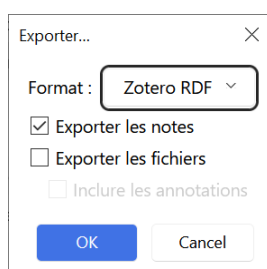 Exporter...
Format : Zotero RDF
Exporter les notes
Exporter les fichiers
Inclure les annotations
OK Cancel